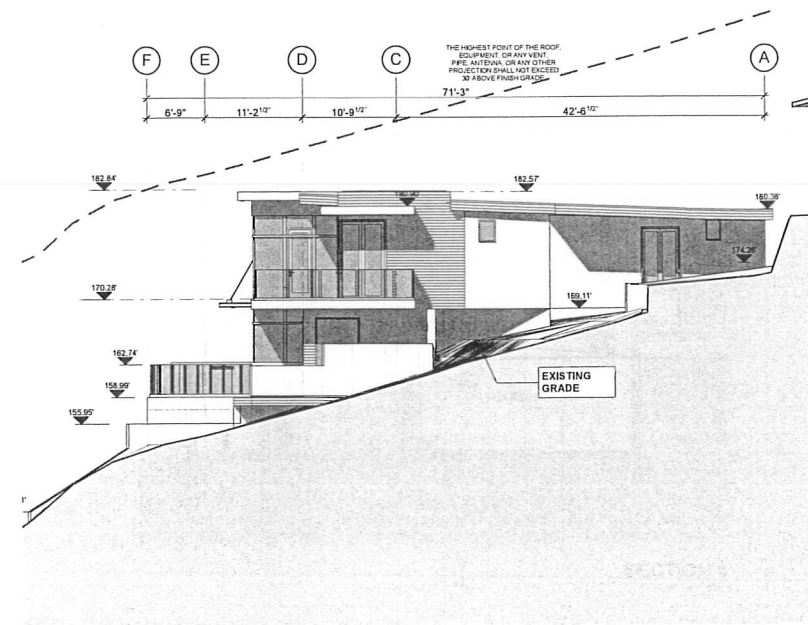 THE HIGHEST POINT OF THE ROOF,
EQUIPMENT, OR ANY VENT,
PIPE, ANTENNA, OR ANY OTHER
PROJECTION SHALL NOT EXCEED
30' ABOVE FINISH GRADE
F E D C A
71'-3"
6'-9" 11'-2 1/2" 10'-9 1/2" 42'-6 1/2"
182.84' 182.57'
180.38'
174.26'
170.28'
169.11'
162.74'
EXISTING
GRADE
158.99'
155.95'